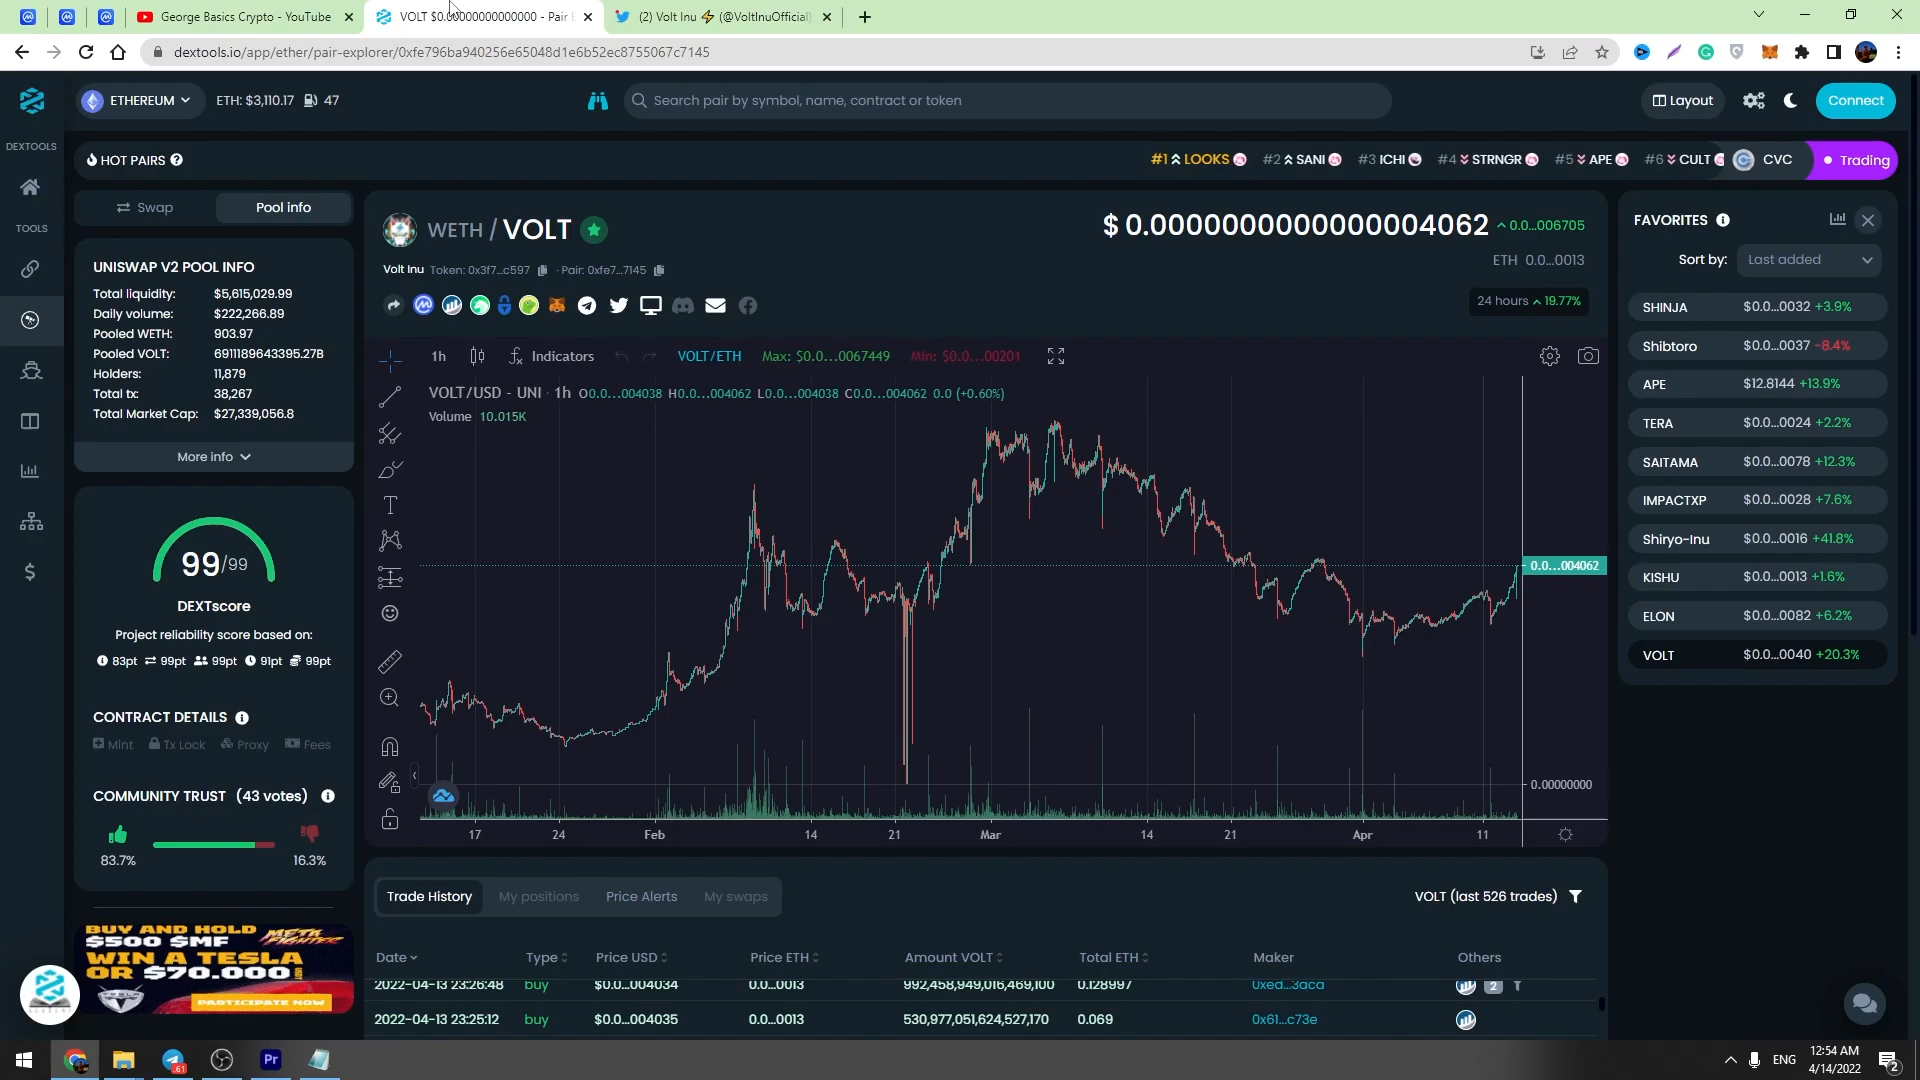 George Basics Crypto - YouTube
VOLT $0.00000000000000 - Pair
(2) Volt Inu ⚡ (@VoltInuOfficial)
dextools.io/app/ether/pair-explorer/0xfe796ba940256e65048d1e6b52ec8755067c7145
ETHEREUM
ETH: $3,110.17
47
Search pair by symbol, name, contract or token
Layout
Connect
DEXTOOLS
TOOLS
HOT PAIRS
#1 LOOKS
#2 SANI
#3 ICHI
#4 STRNGR
#5 APE
#6 CULT
CVC
Trading
Swap
Pool info
UNISWAP V2 POOL INFO
Total liquidity: $5,615,029.99
Daily volume: $222,266.89
Pooled WETH: 903.97
Pooled VOLT: 6911189643395.27B
Holders: 11,879
Total tx: 38,267
Total Market Cap: $27,339,056.8
More info
99/99
DEXTscore
Project reliability score based on:
83pt 99pt 99pt 91pt 99pt
CONTRACT DETAILS
Mint Tx Lock Proxy Fees
COMMUNITY TRUST (43 votes)
83.7%
16.3%
BUY AND HOLD
$500 $MF
META FIGHTER
WIN A TESLA
OR $70.000
PARTICIPATE NOW
WETH / VOLT
$ 0.0000000000000004062
0.0...006705
Volt Inu Token: 0x3f7...c597 · Pair: 0xfe7...7145
ETH 0.0...0013
24 hours 19.77%
1h
Indicators
VOLT/ETH
Max: $0.0...0067449
Min: $0.0...00201
VOLT/USD - UNI · 1h O0.0...004038 H0.0...004062 L0.0...004038 C0.0...004062 0.0 (+0.60%)
Volume 10.015K
0.0...004062
0.00000000
17 24 Feb 14 21 Mar 14 21 Apr 11
FAVORITES
Sort by: Last added
SHINJA $0.0...0032 +3.9%
Shibtoro $0.0...0037 -8.4%
APE $12.8144 +13.9%
TERA $0.0...0024 +2.2%
SAITAMA $0.0...0078 +12.3%
IMPACTXP $0.0...0028 +7.6%
Shiryo-Inu $0.0...0016 +41.8%
KISHU $0.0...0013 +1.6%
ELON $0.0...0082 +6.2%
VOLT $0.0...0040 +20.3%
Trade History
My positions
Price Alerts
My swaps
VOLT (last 526 trades)
Date Type Price USD Price ETH Amount VOLT Total ETH Maker Others
2022-04-13 23:26:48 buy $0.0...004034 0.0...0013 992,458,949,016,469,100 0.128997 0xed...3acd 2
2022-04-13 23:25:12 buy $0.0...004035 0.0...0013 530,977,051,624,527,170 0.069 0x61...c73e
Pr
61
ENG
12:54 AM
4/14/2022
2